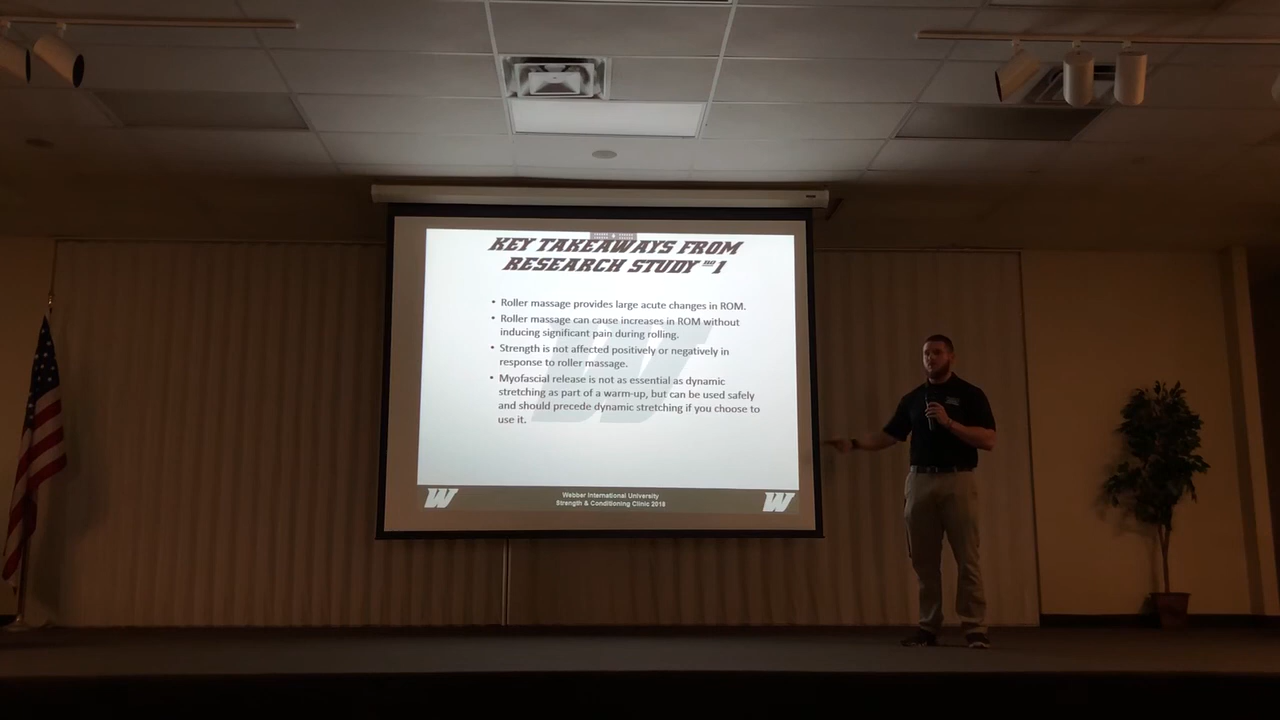 KEY TAKEAWAYS FROM
RESEARCH STUDY no 1
• Roller massage provides large acute changes in ROM.
• Roller massage can cause increases in ROM without
inducing significant pain during rolling.
• Strength is not affected positively or negatively in
response to roller massage.
• Myofascial release is not as essential as dynamic
stretching as part of a warm-up, but can be used safely
and should precede dynamic stretching if you choose to
use it.
W
W Webber International University W
Strength & Conditioning Clinic 2018